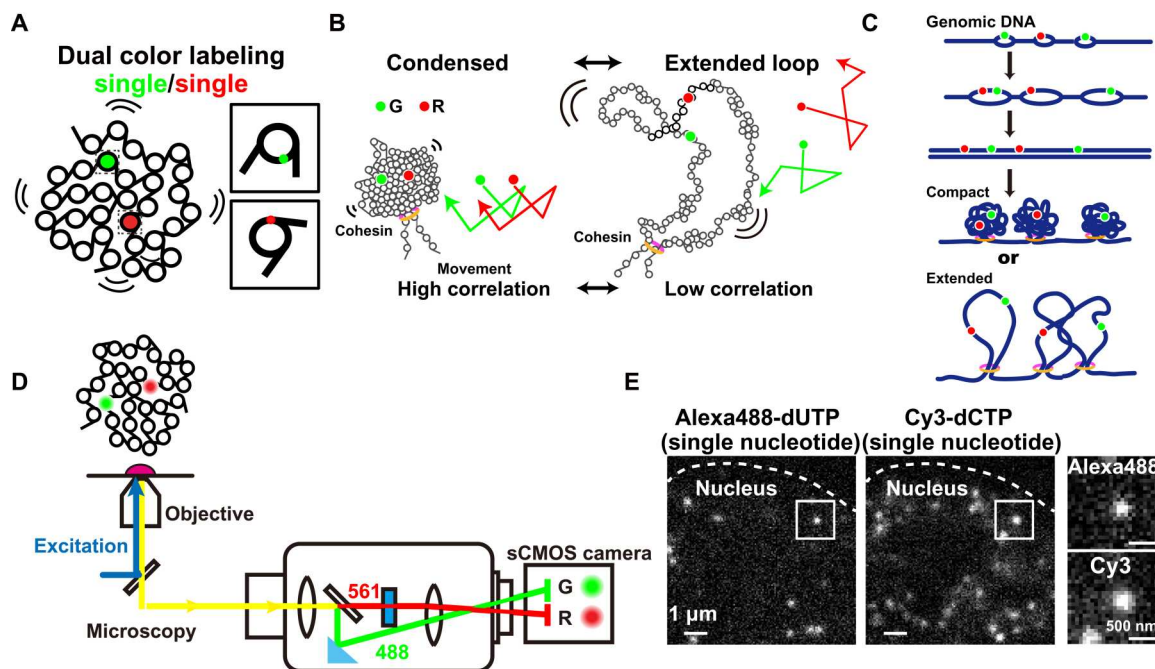 A
Dual color labeling
single/single
B
Condensed
Extended loop
G
R
Cohesin
Cohesin
Movement
High correlation
Low correlation
C
Genomic DNA
Compact
or
Extended
D
Objective
Excitation
Microscopy
561
488
sCMOS camera
G
R
E
Alexa488-dUTP
(single nucleotide)
Cy3-dCTP
(single nucleotide)
Nucleus
Nucleus
1 μm
Alexa488
Cy3
500 nm